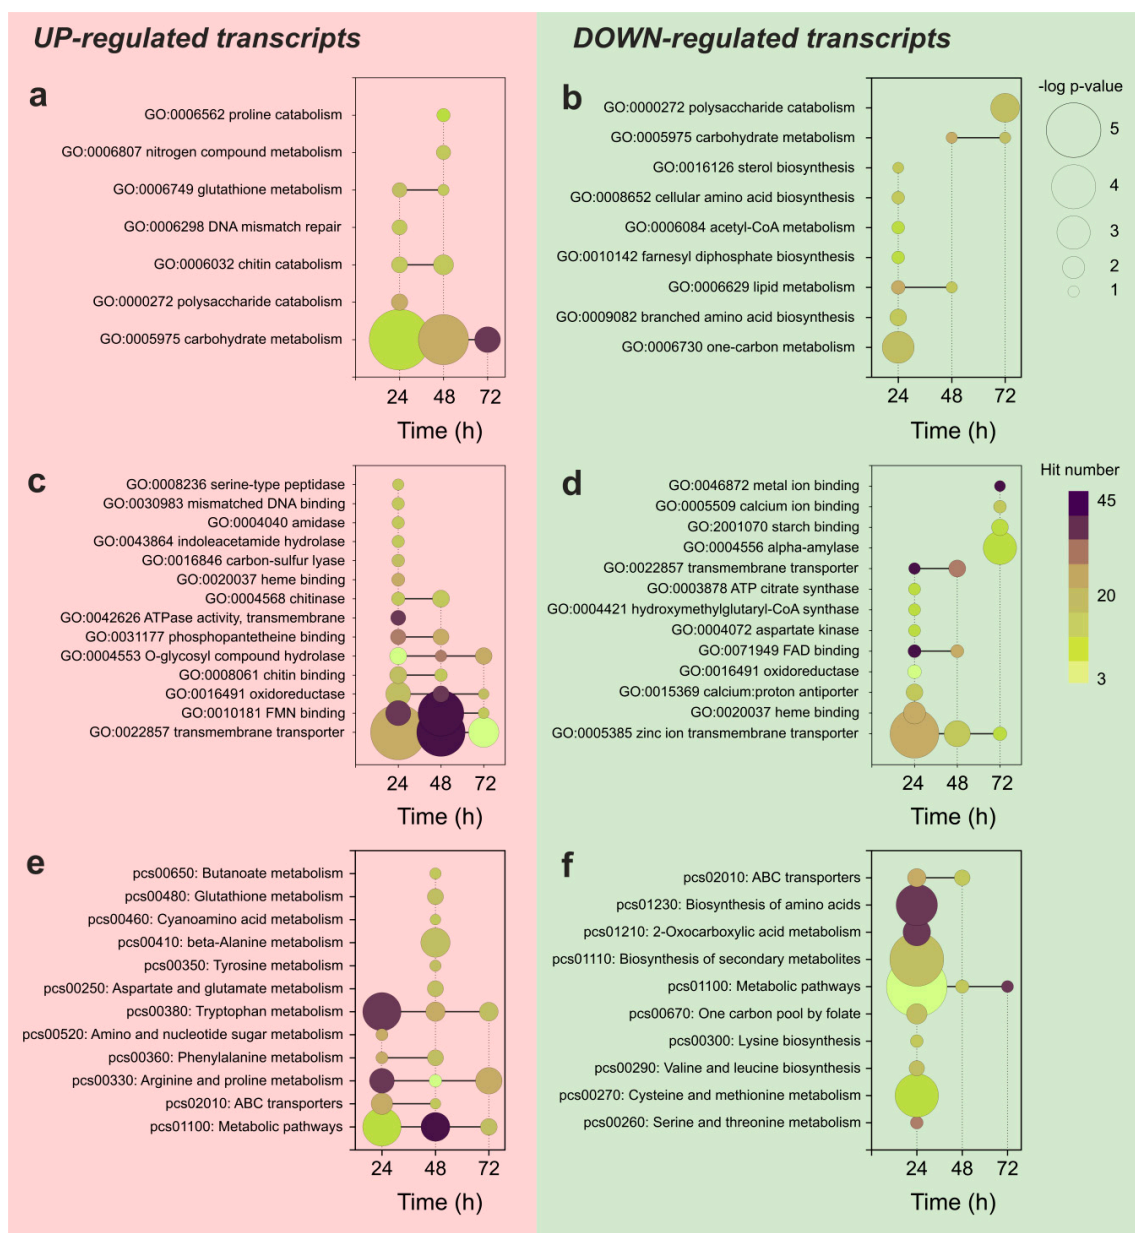 UP-regulated transcripts
DOWN-regulated transcripts
a
GO:0006562 proline catabolism
GO:0006807 nitrogen compound metabolism
GO:0006749 glutathione metabolism
GO:0006298 DNA mismatch repair
GO:0006032 chitin catabolism
GO:0000272 polysaccharide catabolism
GO:0005975 carbohydrate metabolism
24 48 72
Time (h)
b
GO:0000272 polysaccharide catabolism
GO:0005975 carbohydrate metabolism
GO:0016126 sterol biosynthesis
GO:0008652 cellular amino acid biosynthesis
GO:0006084 acetyl-CoA metabolism
GO:0010142 farnesyl diphosphate biosynthesis
GO:0006629 lipid metabolism
GO:0009082 branched amino acid biosynthesis
GO:0006730 one-carbon metabolism
24 48 72
Time (h)
-log p-value
5
4
3
2
1
c
GO:0008236 serine-type peptidase
GO:0030983 mismatched DNA binding
GO:0004040 amidase
GO:0043864 indoleacetamide hydrolase
GO:0016846 carbon-sulfur lyase
GO:0020037 heme binding
GO:0004568 chitinase
GO:0042626 ATPase activity, transmembrane
GO:0031177 phosphopantetheine binding
GO:0004553 O-glycosyl compound hydrolase
GO:0008061 chitin binding
GO:0016491 oxidoreductase
GO:0010181 FMN binding
GO:0022857 transmembrane transporter
24 48 72
Time (h)
d
GO:0046872 metal ion binding
GO:0005509 calcium ion binding
GO:2001070 starch binding
GO:0004556 alpha-amylase
GO:0022857 transmembrane transporter
GO:0003878 ATP citrate synthase
GO:0004421 hydroxymethylglutaryl-CoA synthase
GO:0004072 aspartate kinase
GO:0071949 FAD binding
GO:0016491 oxidoreductase
GO:0015369 calcium:proton antiporter
GO:0020037 heme binding
GO:0005385 zinc ion transmembrane transporter
24 48 72
Time (h)
Hit number
45
20
3
e
pcs00650: Butanoate metabolism
pcs00480: Glutathione metabolism
pcs00460: Cyanoamino acid metabolism
pcs00410: beta-Alanine metabolism
pcs00350: Tyrosine metabolism
pcs00250: Aspartate and glutamate metabolism
pcs00380: Tryptophan metabolism
pcs00520: Amino and nucleotide sugar metabolism
pcs00360: Phenylalanine metabolism
pcs00330: Arginine and proline metabolism
pcs02010: ABC transporters
pcs01100: Metabolic pathways
24 48 72
Time (h)
f
pcs02010: ABC transporters
pcs01230: Biosynthesis of amino acids
pcs01210: 2-Oxocarboxylic acid metabolism
pcs01110: Biosynthesis of secondary metabolites
pcs01100: Metabolic pathways
pcs00670: One carbon pool by folate
pcs00300: Lysine biosynthesis
pcs00290: Valine and leucine biosynthesis
pcs00270: Cysteine and methionine metabolism
pcs00260: Serine and threonine metabolism
24 48 72
Time (h)